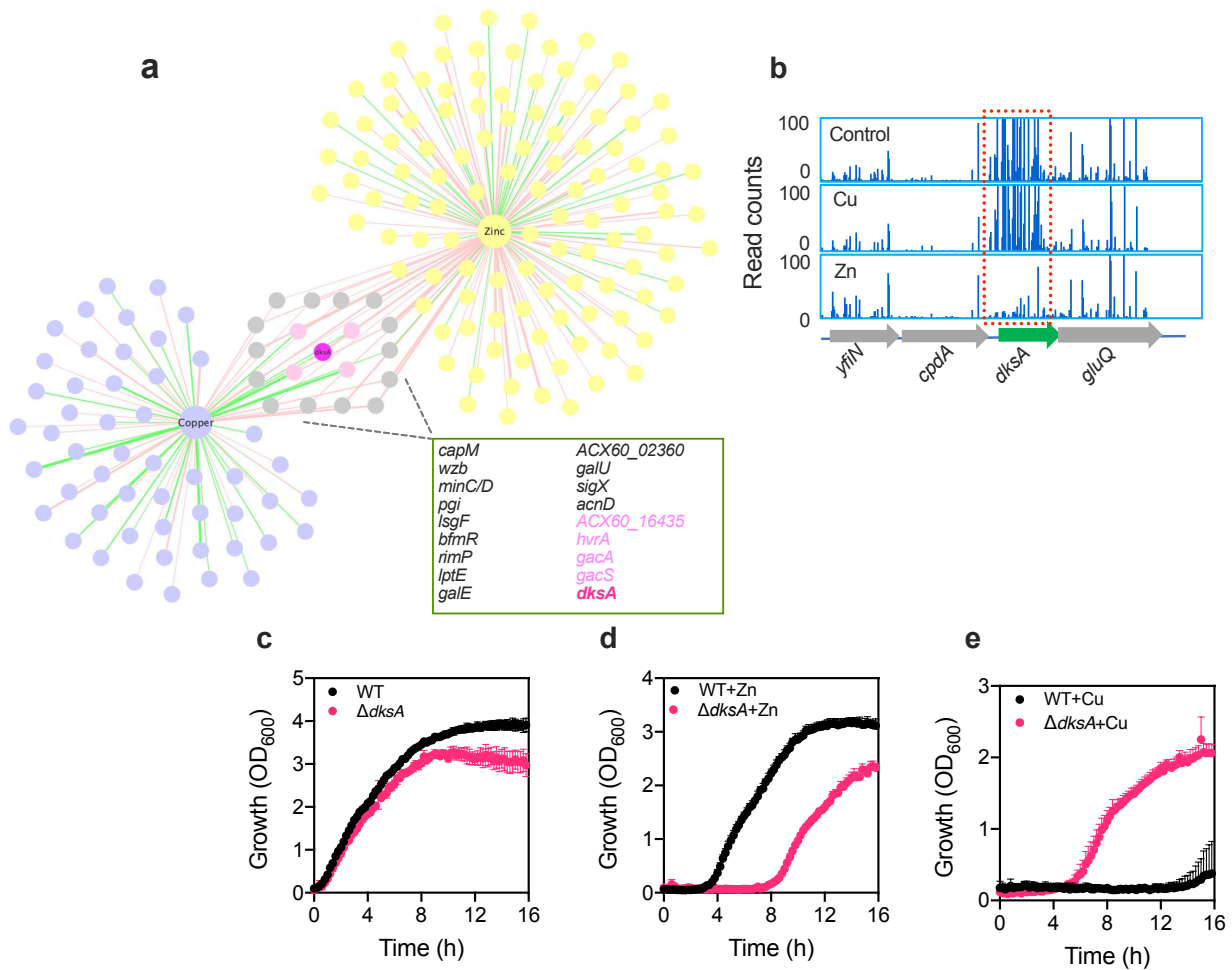 a
Zinc
dksA
Copper
capM ACX60_02360
wzb galU
minC/D sigX
pgi acnD
lsgF ACX60_16435
bfmR hvrA
rimP gacA
lptE gacS
galE dksA
b
Read counts
100
0
Control
100
0
Cu
100
0
Zn
yfiN cpdA dksA gluQ
c
WT
ΔdksA
Growth (OD600)
5
4
3
2
1
0
0 4 8 12 16
Time (h)
d
WT+Zn
ΔdksA+Zn
Growth (OD600)
4
3
2
1
0
0 4 8 12 16
Time (h)
e
WT+Cu
ΔdksA+Cu
Growth (OD600)
3
2
1
0
0 4 8 12 16
Time (h)